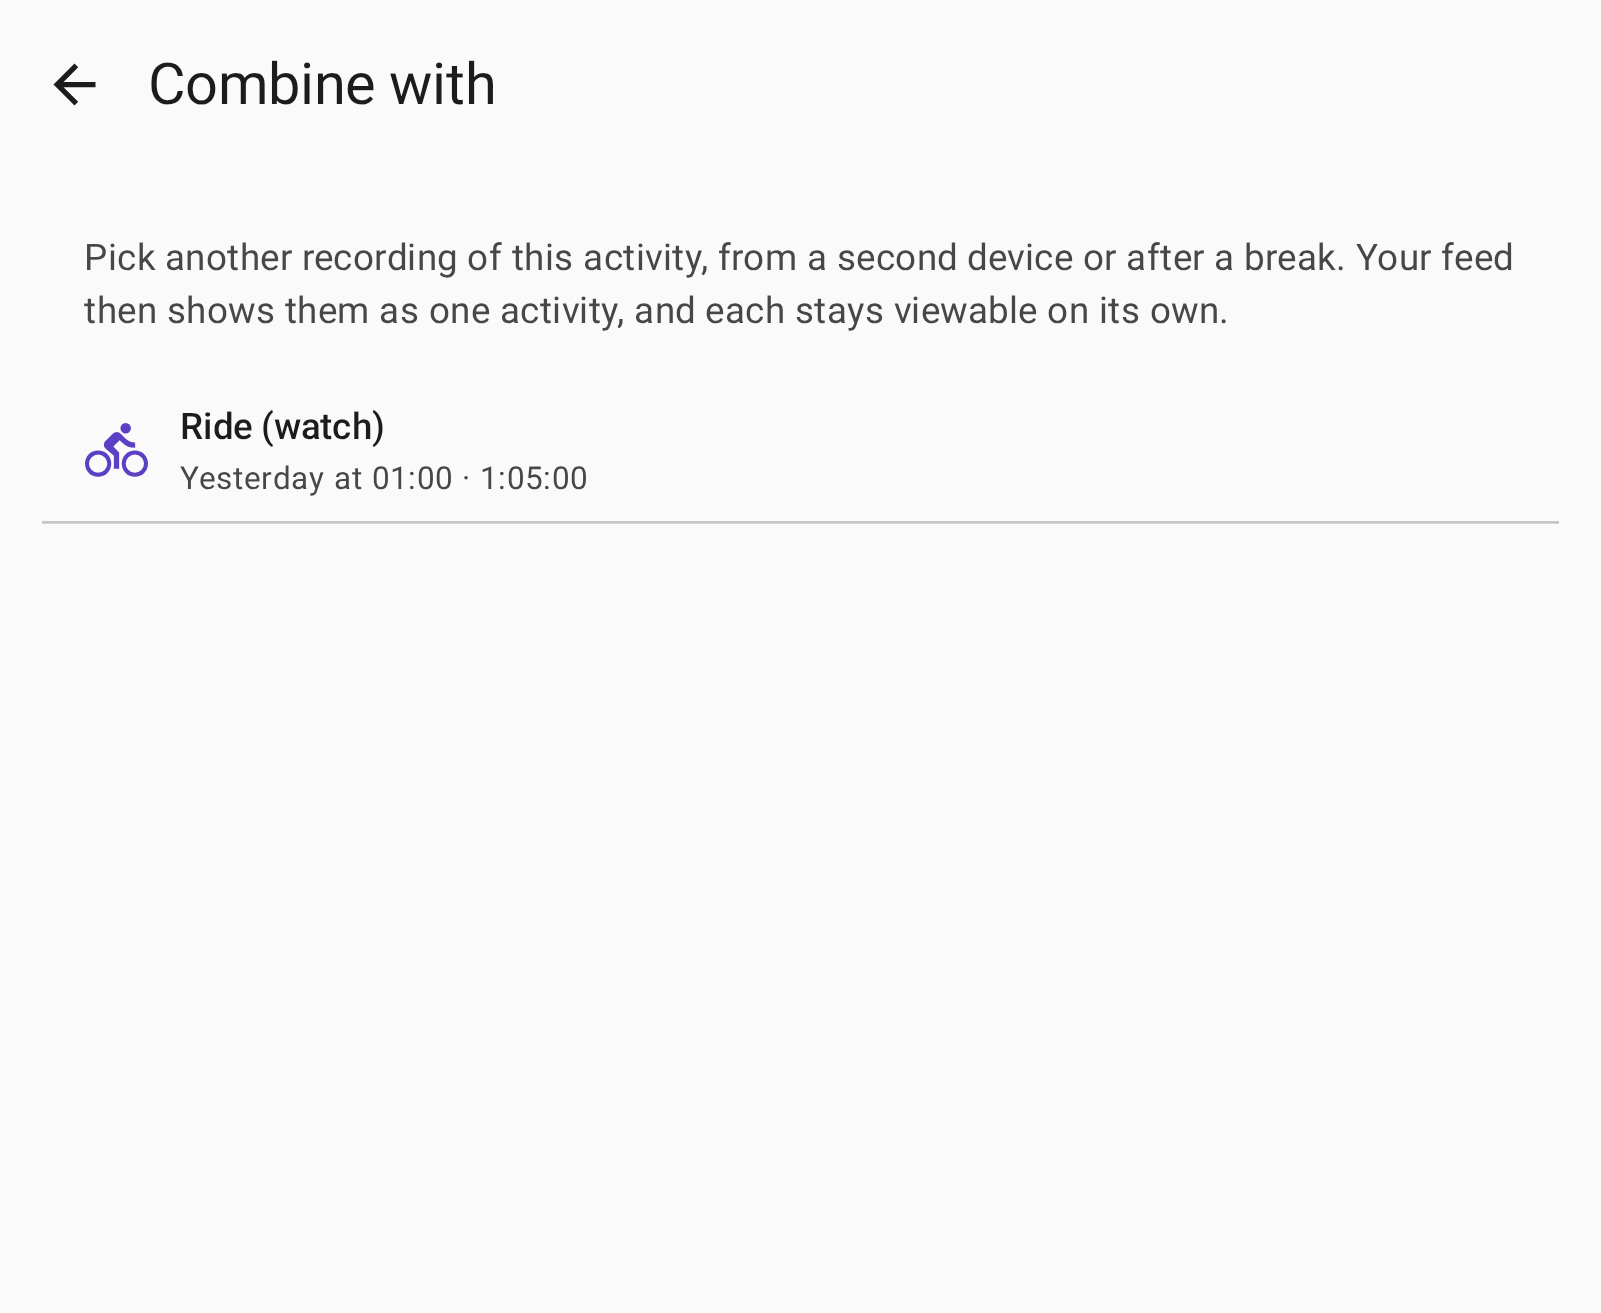 Combine with
Pick another recording of this activity, from a second device or after a break. Your feed
then shows them as one activity, and each stays viewable on its own.
Ride (watch)
Yesterday at 01:00 · 1:05:00